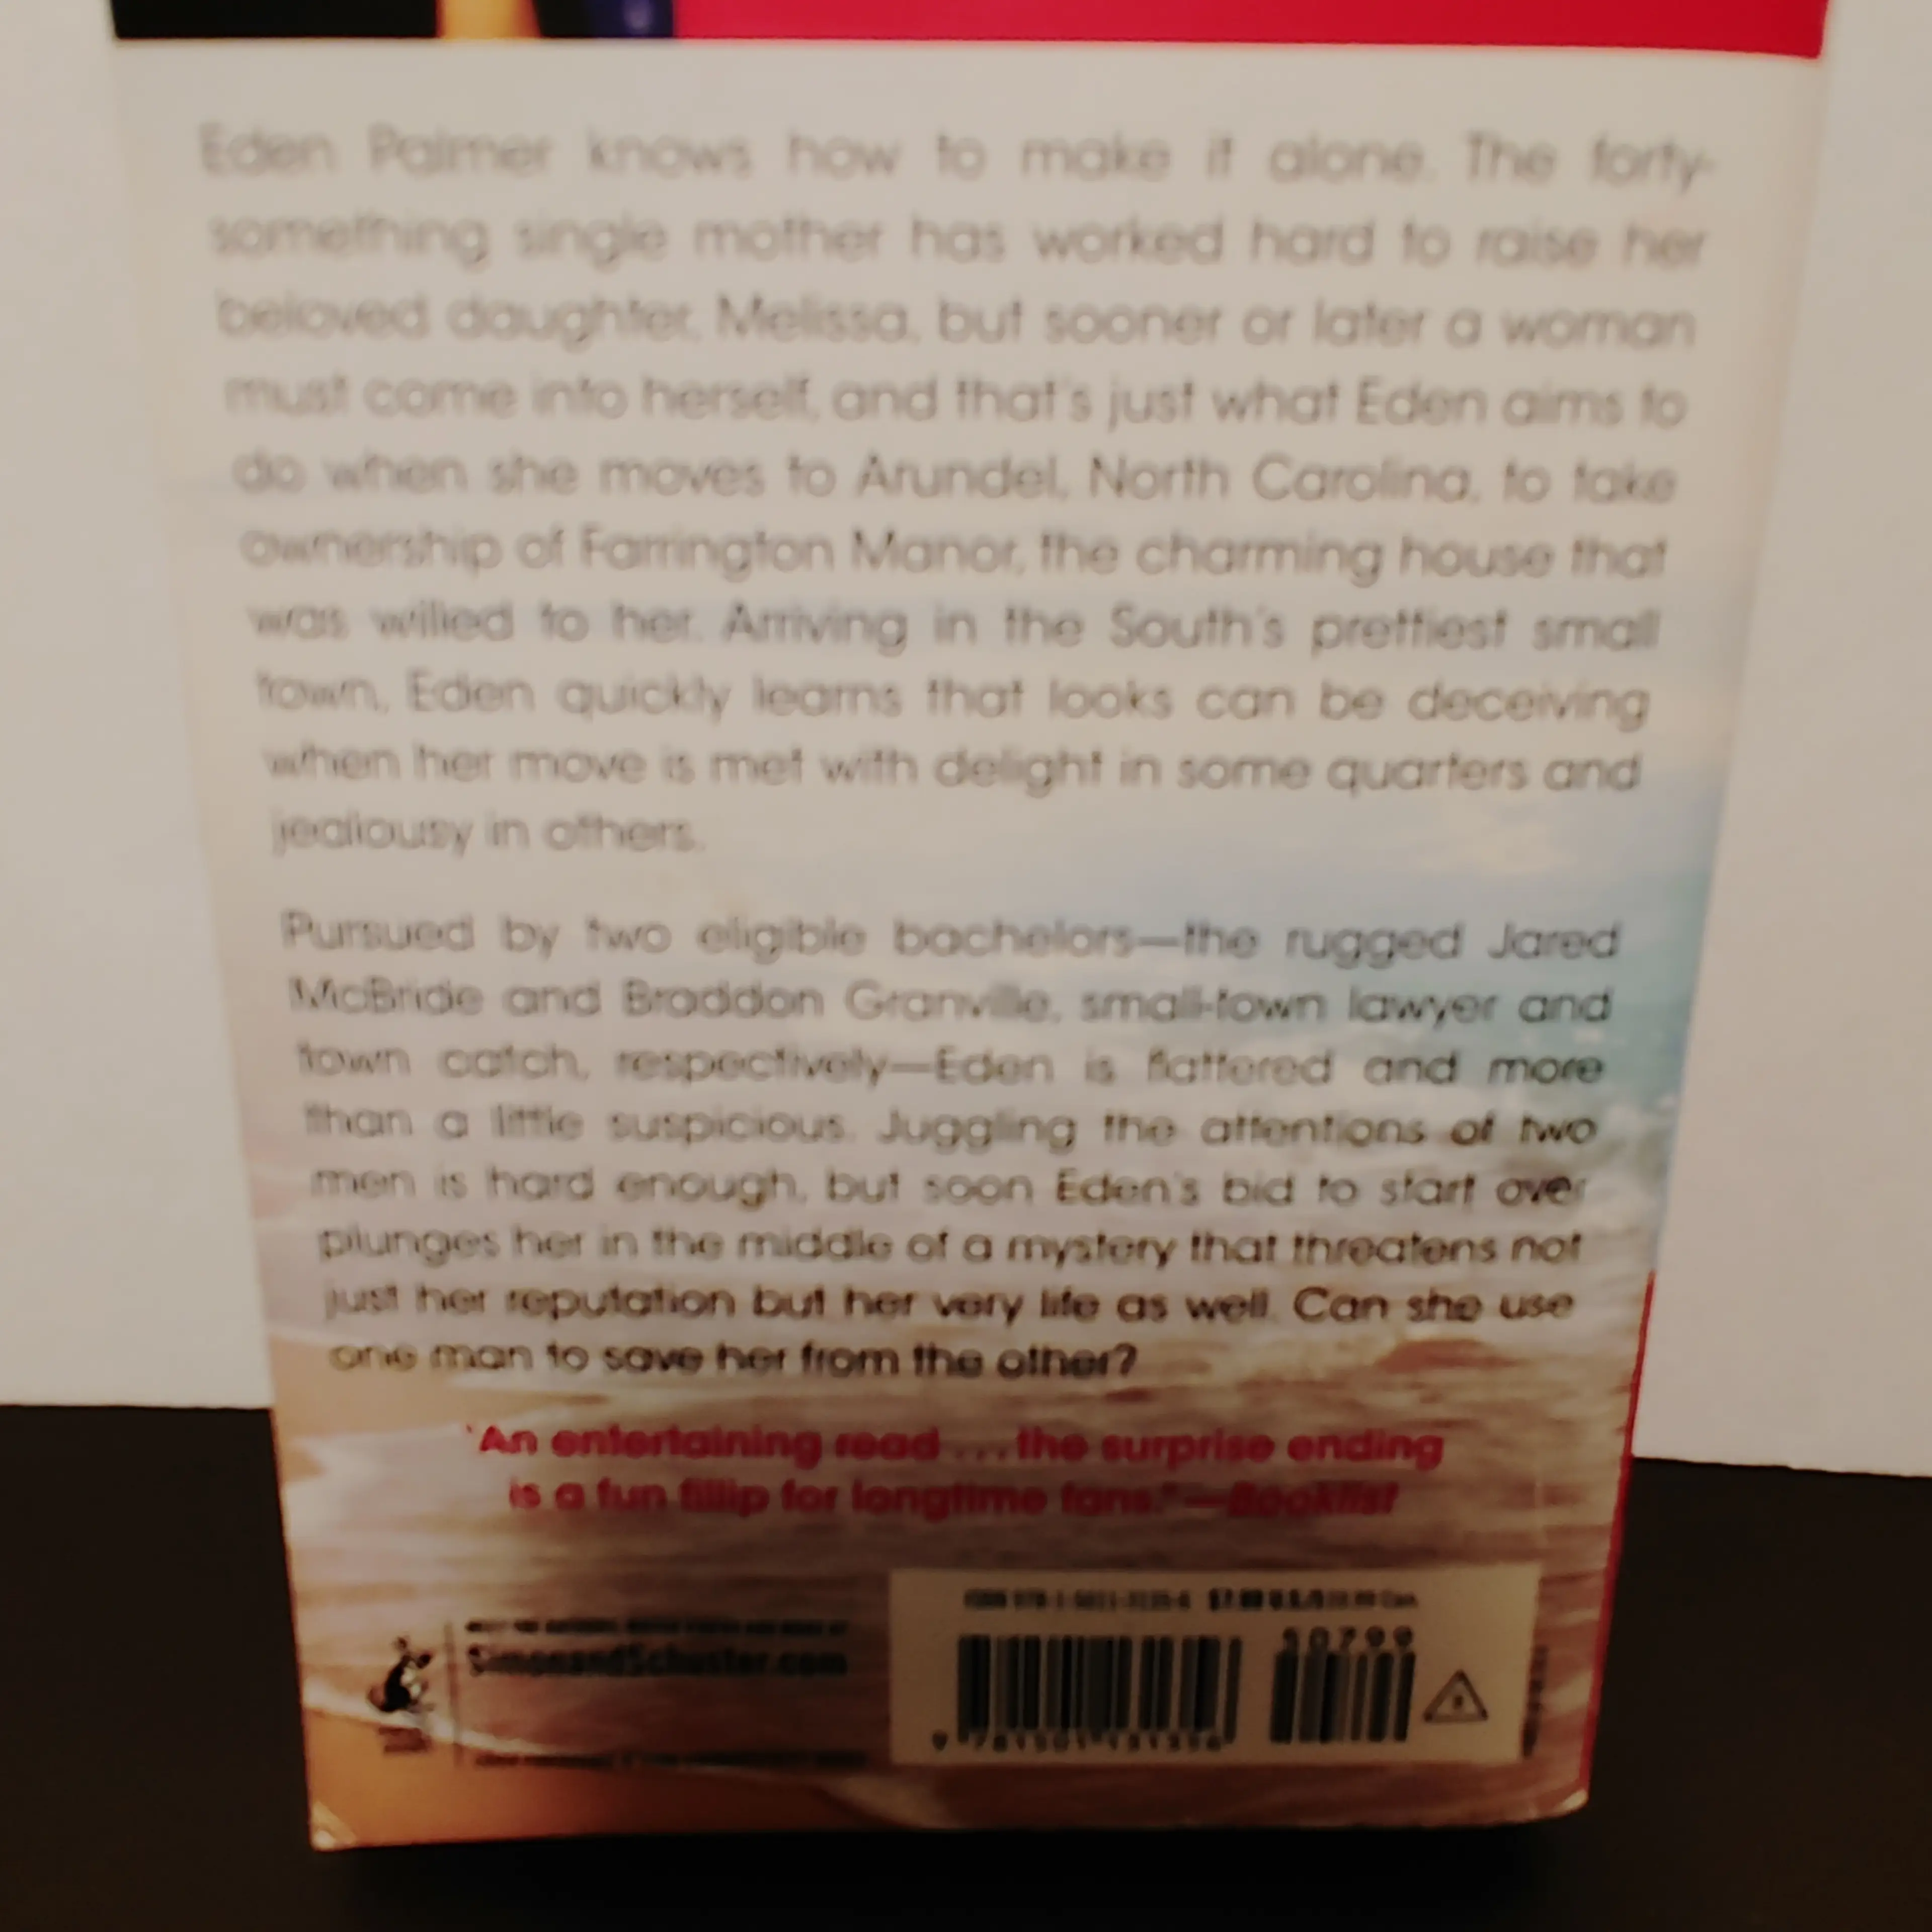 Eden Palmer knows how to make it alone. The forty-
something single mother has worked hard to raise her
beloved daughter, Melissa, but sooner or later a woman
must come into herself, and that's just what Eden aims to
do when she moves to Arundel, North Carolina, to take
ownership of Farrington Manor, the charming house that
was willed to her. Arriving in the South's prettiest small
town, Eden quickly learns that looks can be deceiving
when her move is met with delight in some quarters and
jealousy in others.
Pursued by two eligible bachelors—the rugged Jared
McBride and Braddon Granville, small-town lawyer and
town catch, respectively—Eden is flattered and more
than a little suspicious. Juggling the attentions of two
men is hard enough, but soon Eden's bid to start over
plunges her in the middle of a mystery that threatens not
just her reputation but her very life as well. Can she use
one man to save her from the other?
"An entertaining read . . . the surprise ending
is a fun fillip for longtime fans."—Booklist
SimonandSchuster.com
ISBN $7.99 U.S.
50799